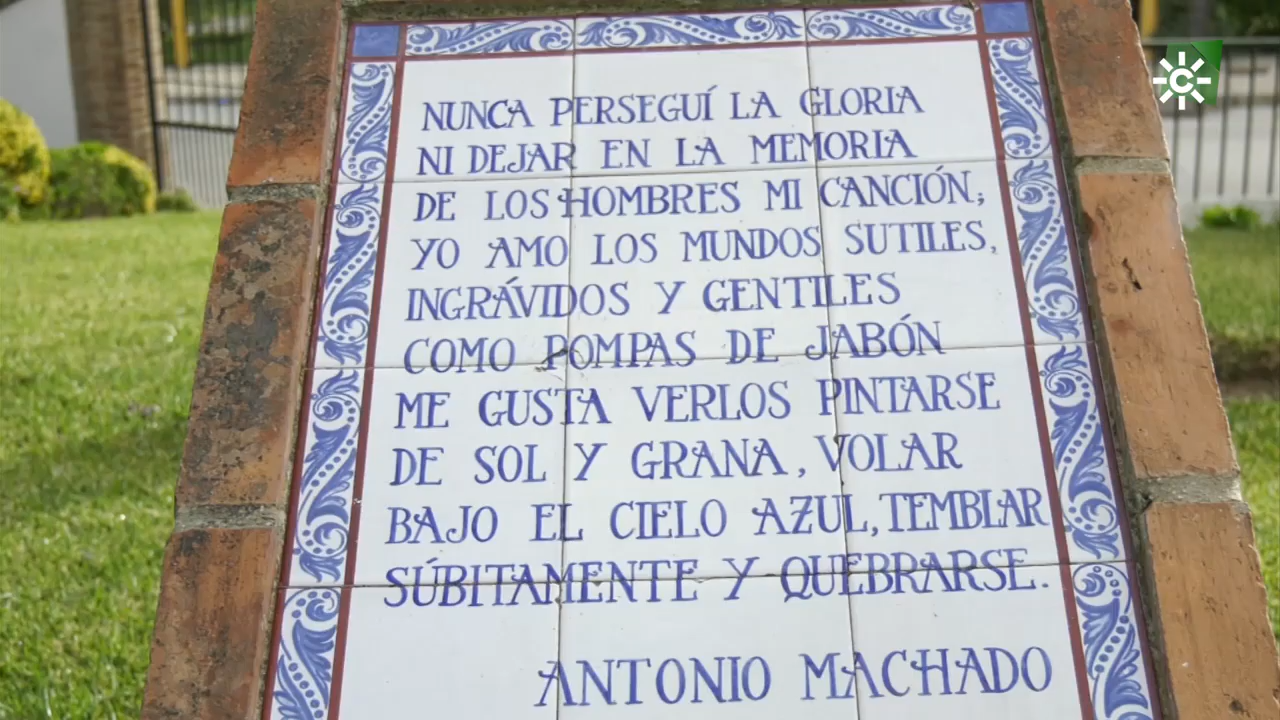 NUNCA PERSEGUÍ LA GLORIA
NI DEJAR EN LA MEMORIA
DE LOS HOMBRES MI CANCIÓN;
YO AMO LOS MUNDOS SUTILES,
INGRÁVIDOS Y GENTILES
COMO POMPAS DE JABÓN
ME GUSTA VERLOS PINTARSE
DE SOL Y GRANA, VOLAR
BAJO EL CIELO AZUL, TEMBLAR
SÚBITAMENTE Y QUEBRARSE.
ANTONIO MACHADO